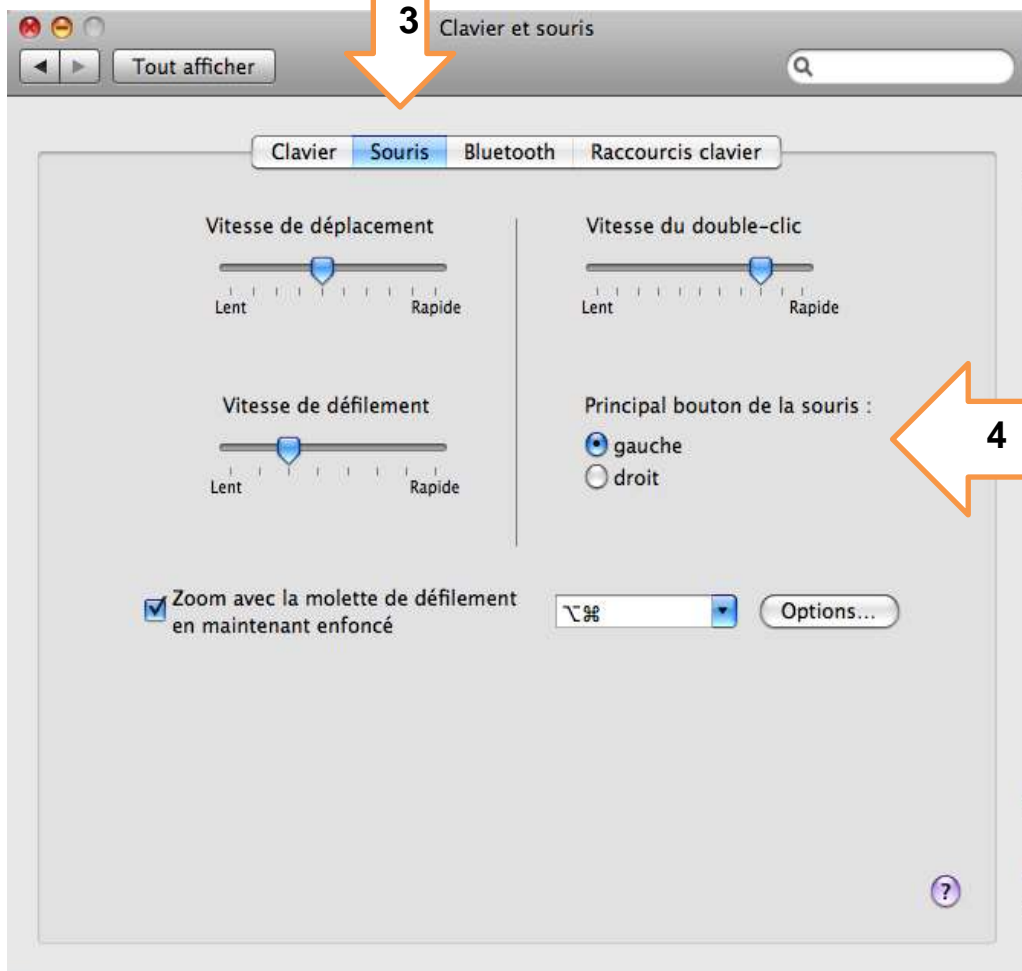 3
Clavier et souris
Tout afficher
Clavier Souris Bluetooth Raccourcis clavier
Vitesse de déplacement
Lent Rapide
Vitesse du double-clic
Lent Rapide
Vitesse de défilement
Lent Rapide
Principal bouton de la souris :
gauche
droit
4
Zoom avec la molette de défilement
en maintenant enfoncé
⌥⌘ Options...
?